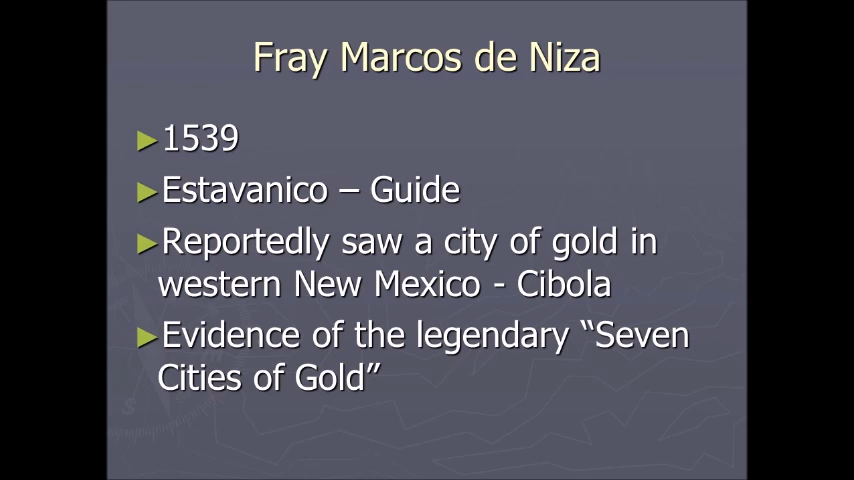 Fray Marcos de Niza
►1539
►Estavanico – Guide
►Reportedly saw a city of gold in
western New Mexico - Cibola
►Evidence of the legendary “Seven
Cities of Gold”
S